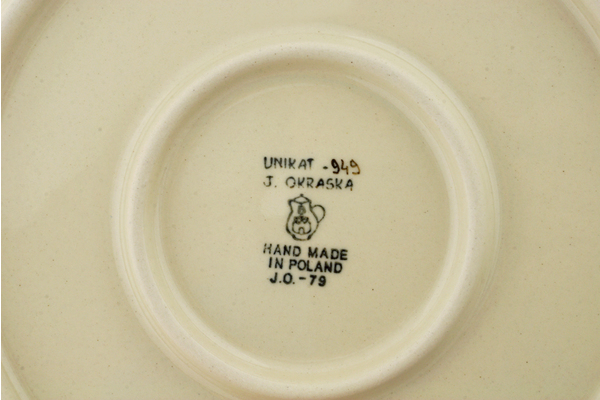 UNIKAT -949
J. OKRASKA
HAND MADE
IN POLAND
J.O.-79